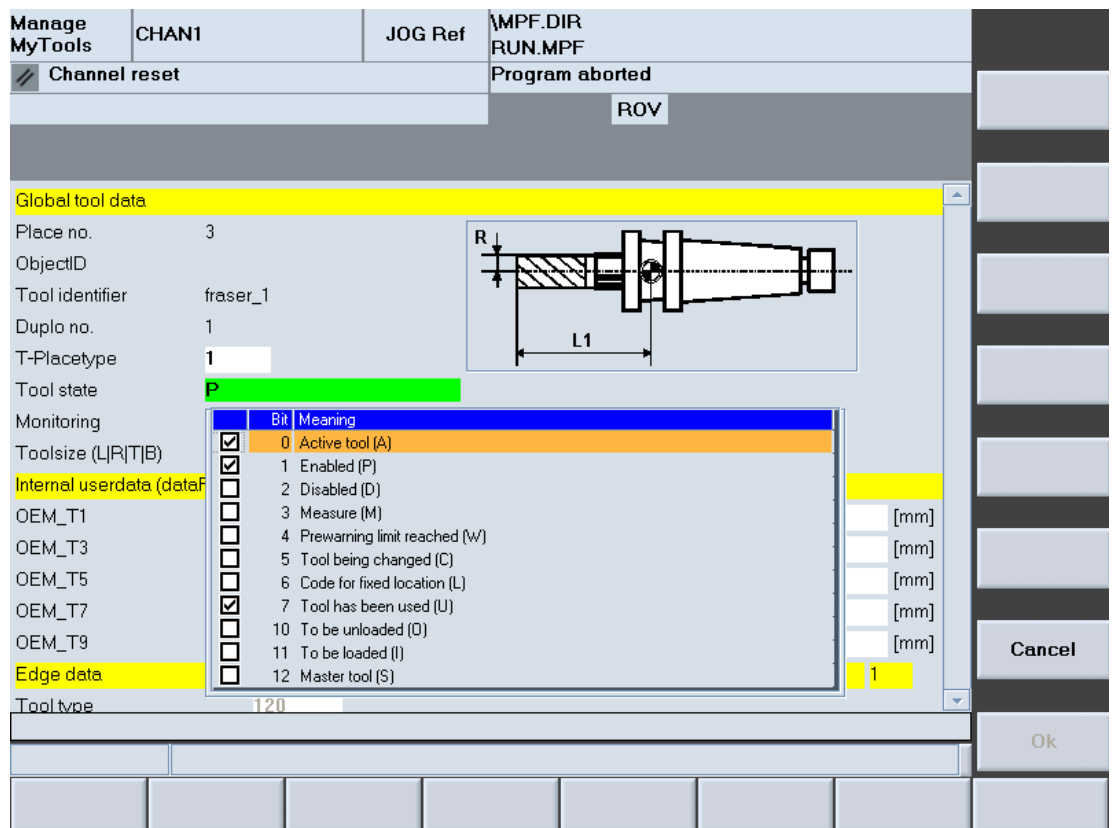 Manage
MyTools
CHAN1
JOG Ref
\MPF.DIR
RUN.MPF
Channel reset
Program aborted
ROV
Global tool data
Place no. 3
ObjectID
Tool identifier fraser_1
Duplo no. 1
T-Placetype 1
Tool state P
Monitoring
Toolsize (L|R|T|B)
R
L1
Bit Meaning
0 Active tool (A)
1 Enabled (P)
2 Disabled (D)
3 Measure (M)
4 Prewarning limit reached (W)
5 Tool being changed (C)
6 Code for fixed location (L)
7 Tool has been used (U)
10 To be unloaded (O)
11 To be loaded (I)
12 Master tool (S)
Internal userdata (data
OEM_T1 [mm]
OEM_T3 [mm]
OEM_T5 [mm]
OEM_T7 [mm]
OEM_T9 [mm]
Edge data 1
Tool type 120
Cancel
Ok